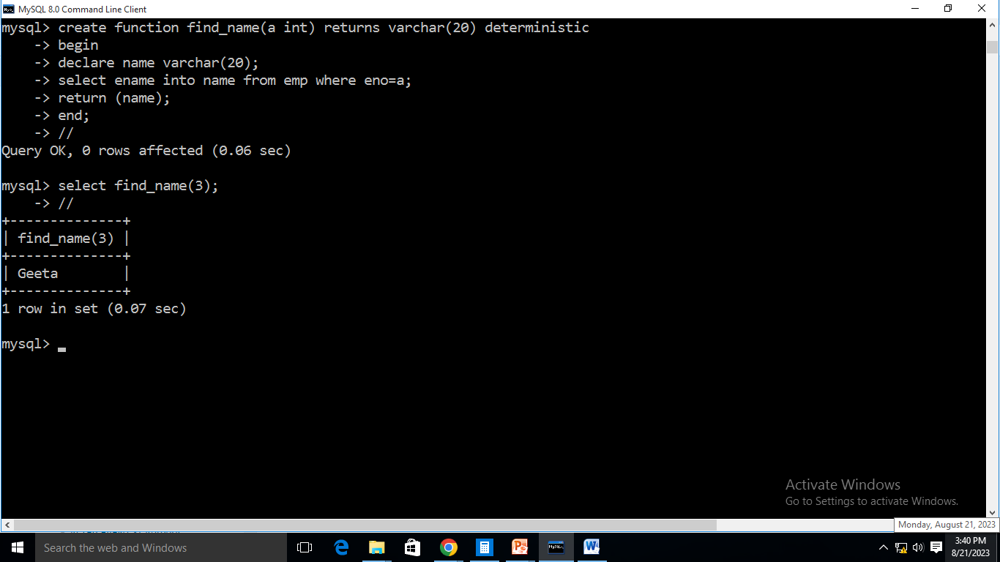 MySQL 8.0 Command Line Client
mysql> create function find_name(a int) returns varchar(20) deterministic
    -> begin
    -> declare name varchar(20);
    -> select ename into name from emp where eno=a;
    -> return (name);
    -> end;
    -> //
Query OK, 0 rows affected (0.06 sec)

mysql> select find_name(3);
    -> //
+--------------+
| find_name(3) |
+--------------+
| Geeta        |
+--------------+
1 row in set (0.07 sec)

mysql> _
Activate Windows
Go to Settings to activate Windows.
Monday, August 21, 2023
Search the web and Windows
3:40 PM
8/21/2023